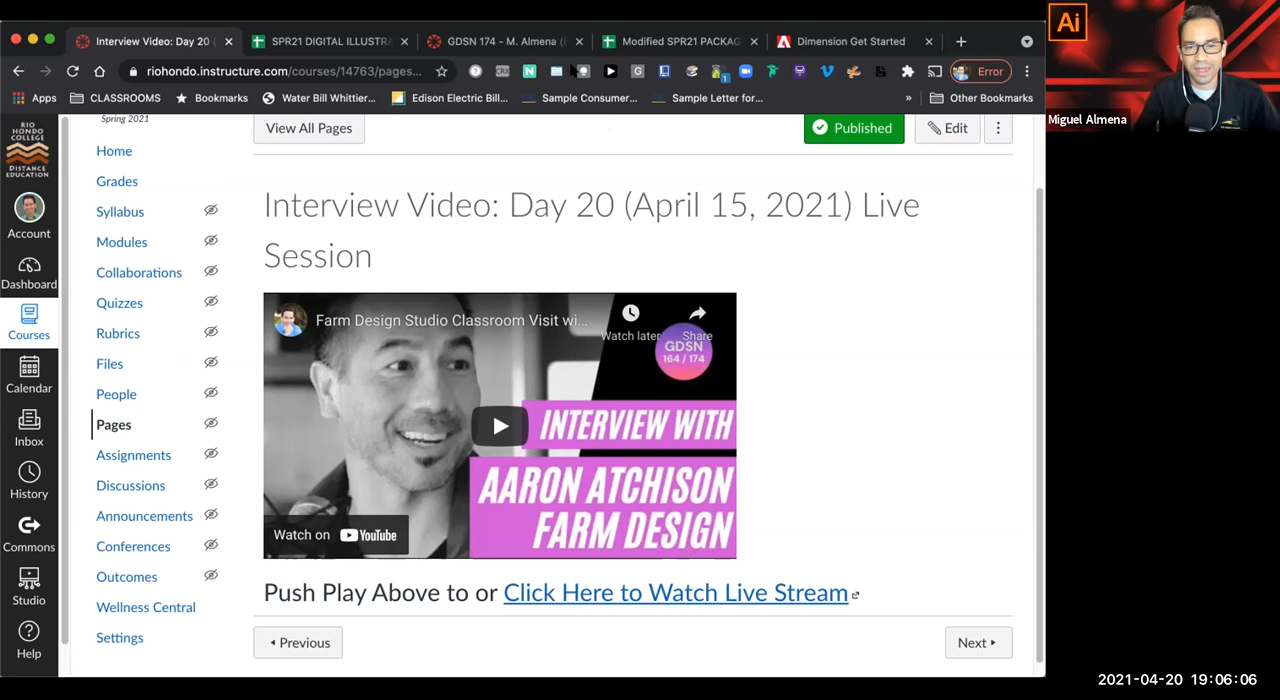 Interview Video: Day 20 (
SPR21 DIGITAL ILLUSTRA
GDSN 174 - M. Almena (E
Modified SPR21 PACKAG
Dimension Get Started
riohondo.instructure.com/courses/14763/pages...
Error
Apps
CLASSROOMS
Bookmarks
Water Bill Whittier...
Edison Electric Bill...
Sample Consumer...
Sample Letter for...
»
Other Bookmarks
Ai
Miguel Almena
RIO HONDO COLLEGE
DISTANCE EDUCATION
Account
Dashboard
Courses
Calendar
Inbox
History
Commons
Studio
Help
Spring 2021
Home
Grades
Syllabus
Modules
Collaborations
Quizzes
Rubrics
Files
People
Pages
Assignments
Discussions
Announcements
Conferences
Outcomes
Wellness Central
Settings
View All Pages
Published
Edit
Interview Video: Day 20 (April 15, 2021) Live
Session
Farm Design Studio Classroom Visit wi...
Watch later
Share
GDSN
164 / 174
INTERVIEW WITH
AARON ATCHISON
FARM DESIGN
Watch on YouTube
Push Play Above to or Click Here to Watch Live Stream
Previous
Next
2021-04-20 19:06:06